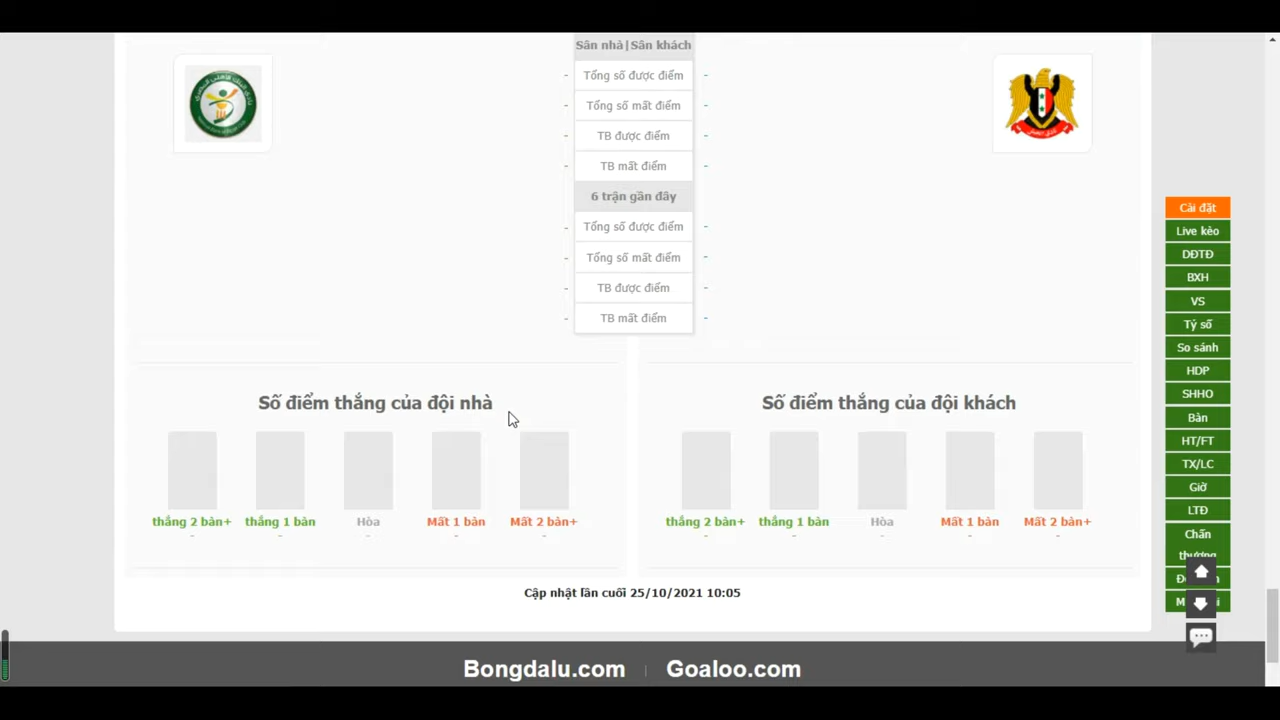 Sân nhà|Sân khách
- Tổng số được điểm -
- Tổng số mất điểm -
- TB được điểm -
- TB mất điểm -
6 trận gần đây
- Tổng số được điểm -
- Tổng số mất điểm -
- TB được điểm -
- TB mất điểm -
Số điểm thắng của đội nhà
thắng 2 bàn+ thắng 1 bàn Hòa Mất 1 bàn Mất 2 bàn+
- - - - -
Số điểm thắng của đội khách
thắng 2 bàn+ thắng 1 bàn Hòa Mất 1 bàn Mất 2 bàn+
- - - - -
Cập nhật lần cuối 25/10/2021 10:05
Cài đặt
Live kèo
DĐTĐ
BXH
VS
Tỷ số
So sánh
HDP
SHHO
Bàn
HT/FT
TX/LC
Giờ
LTĐ
Chấn
thương
Bongdalu.com | Goaloo.com